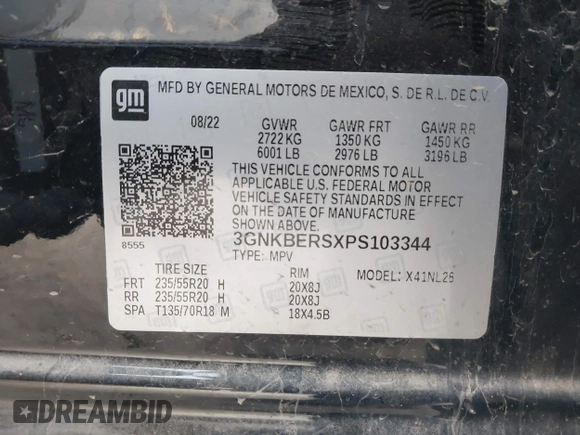 gm
MFD BY GENERAL MOTORS DE MEXICO, S. DE R.L. DE C.V.
08/22 GVWR GAWR FRT GAWR RR
2722 KG 1350 KG 1450 KG
6001 LB 2976 LB 3196 LB
THIS VEHICLE CONFORMS TO ALL
APPLICABLE U.S. FEDERAL MOTOR
VEHICLE SAFETY STANDARDS IN EFFECT
ON THE DATE OF MANUFACTURE
SHOWN ABOVE.
8555 3GNKBERSXPS103344
TYPE: MPV
TIRE SIZE RIM MODEL: X41NL26
FRT 235/55R20 H 20X8J
RR 235/55R20 H 20X8J
SPA T135/70R18 M 18X4.5B
DREAMBID